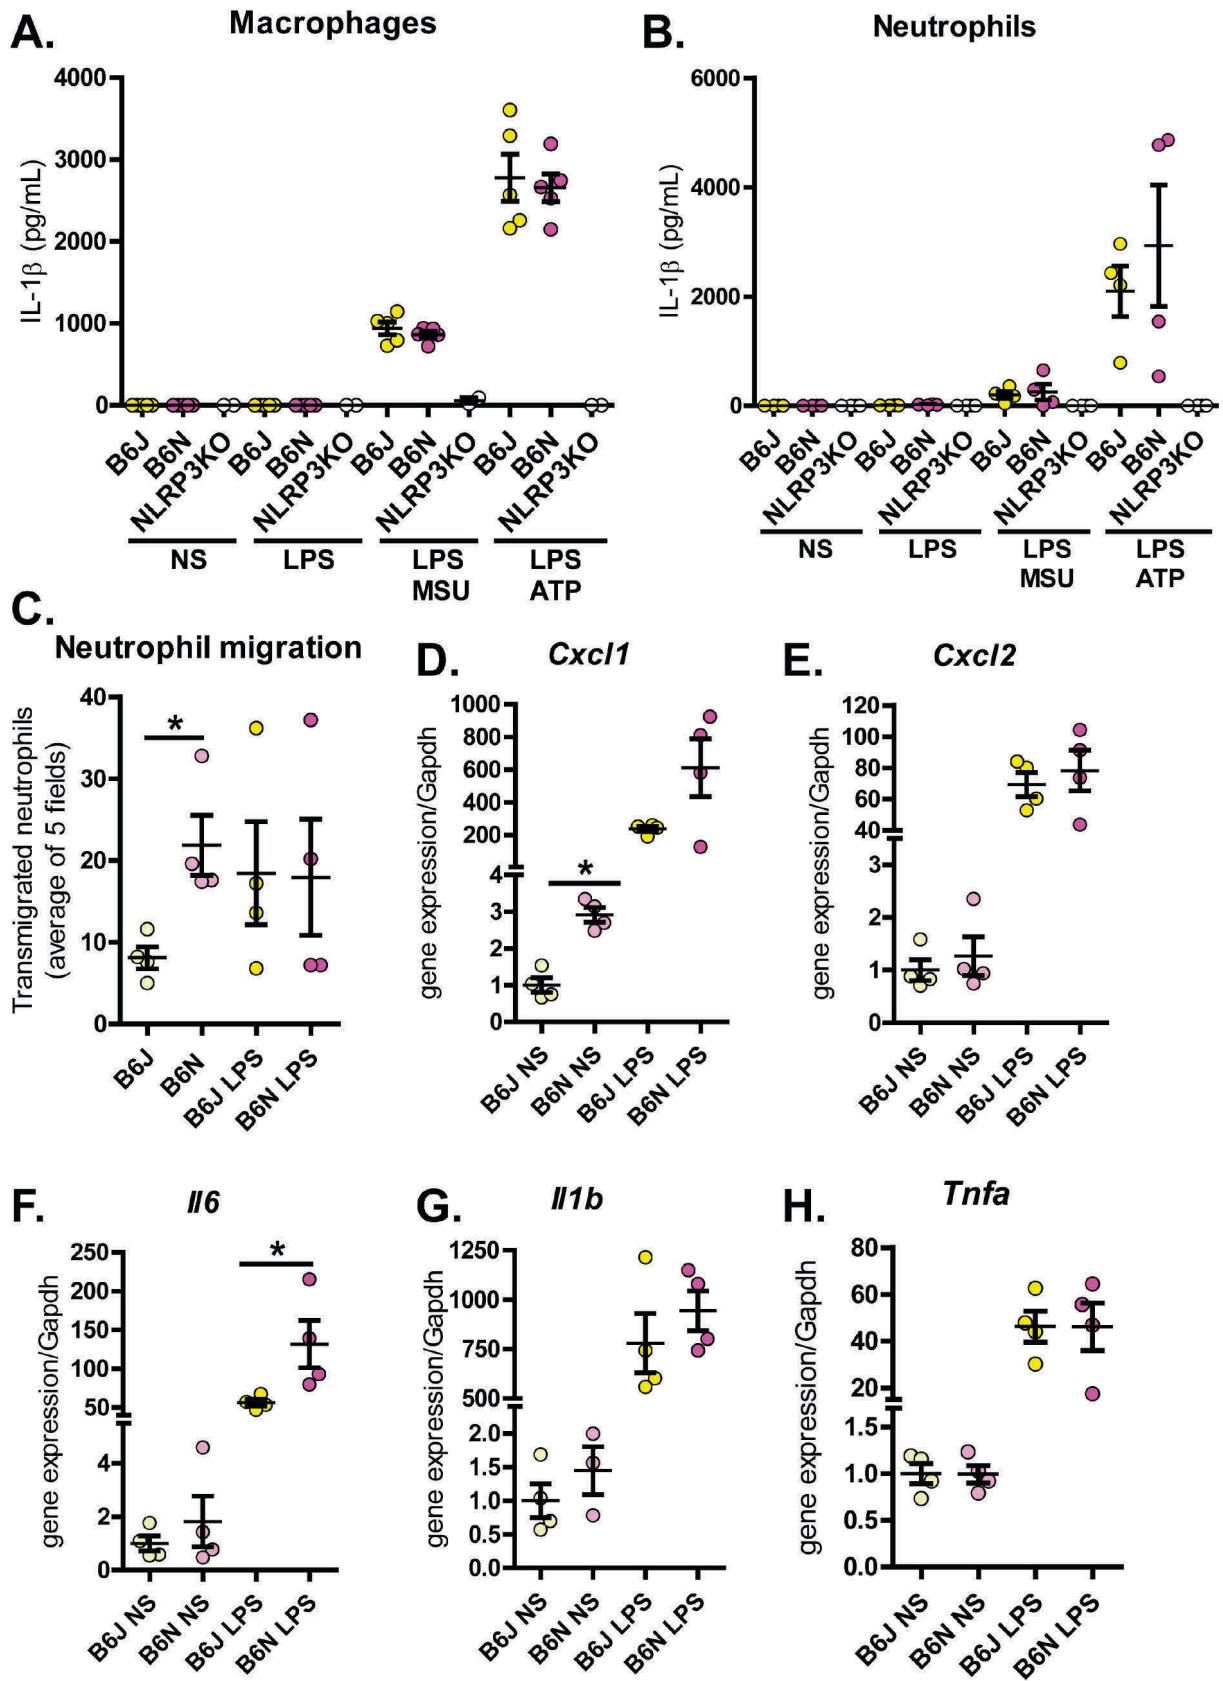 A.
Macrophages
IL-1β (pg/mL)
4000
3000
2000
1000
0
B6J
B6N
NLRP3KO
B6J
B6N
NLRP3KO
B6J
B6N
NLRP3KO
B6J
B6N
NLRP3KO
NS
LPS
LPS
MSU
LPS
ATP
B.
Neutrophils
IL-1β (pg/mL)
6000
4000
2000
0
B6J
B6N
NLRP3KO
B6J
B6N
NLRP3KO
B6J
B6N
NLRP3KO
B6J
B6N
NLRP3KO
NS
LPS
LPS
MSU
LPS
ATP
C.
Neutrophil migration
Transmigrated neutrophils
(average of 5 fields)
40
30
20
10
0
*
B6J
B6N
B6J LPS
B6N LPS
D.
Cxcl1
gene expression/Gapdh
1000
800
600
400
200
4
3
2
1
0
*
B6J NS
B6N NS
B6J LPS
B6N LPS
E.
Cxcl2
gene expression/Gapdh
120
100
80
60
40
3
2
1
0
B6J NS
B6N NS
B6J LPS
B6N LPS
F.
Il6
gene expression/Gapdh
250
200
150
100
50
4
2
0
*
B6J NS
B6N NS
B6J LPS
B6N LPS
G.
Il1b
gene expression/Gapdh
1250
1000
750
500
2.0
1.5
1.0
0.5
0.0
B6J NS
B6N NS
B6J LPS
B6N LPS
H.
Tnfa
gene expression/Gapdh
80
60
40
20
1.5
1.0
0.5
0.0
B6J NS
B6N NS
B6J LPS
B6N LPS